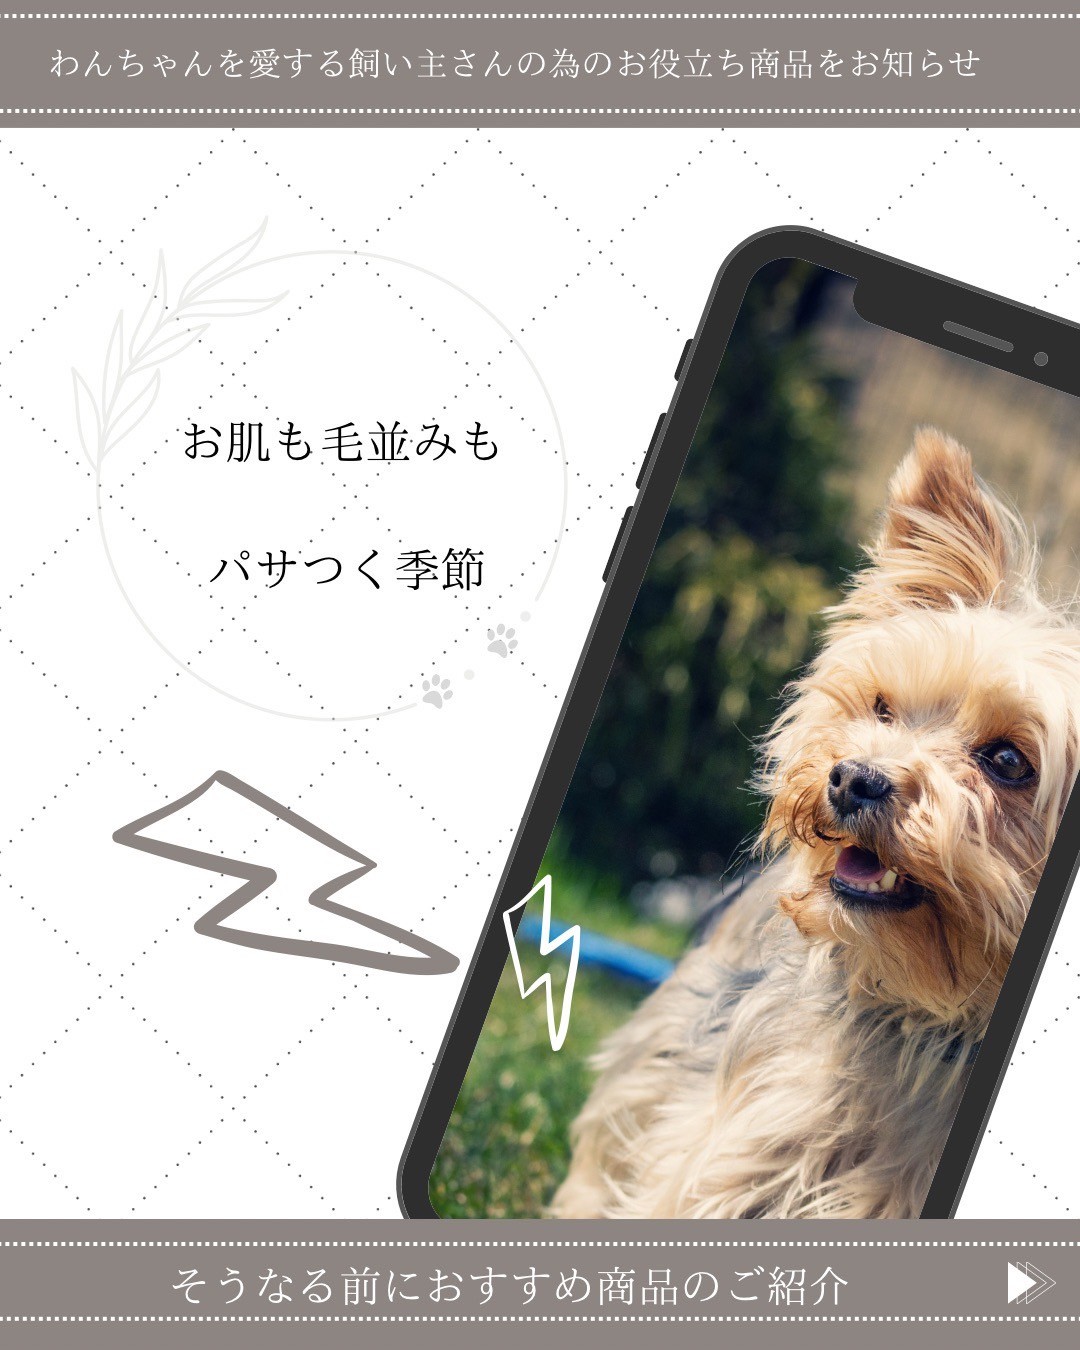 わんちゃんを愛する飼い主さんの為のお役立ち商品をお知らせ
お肌も毛並みも
パサつく季節
そうなる前におすすめ商品のご紹介